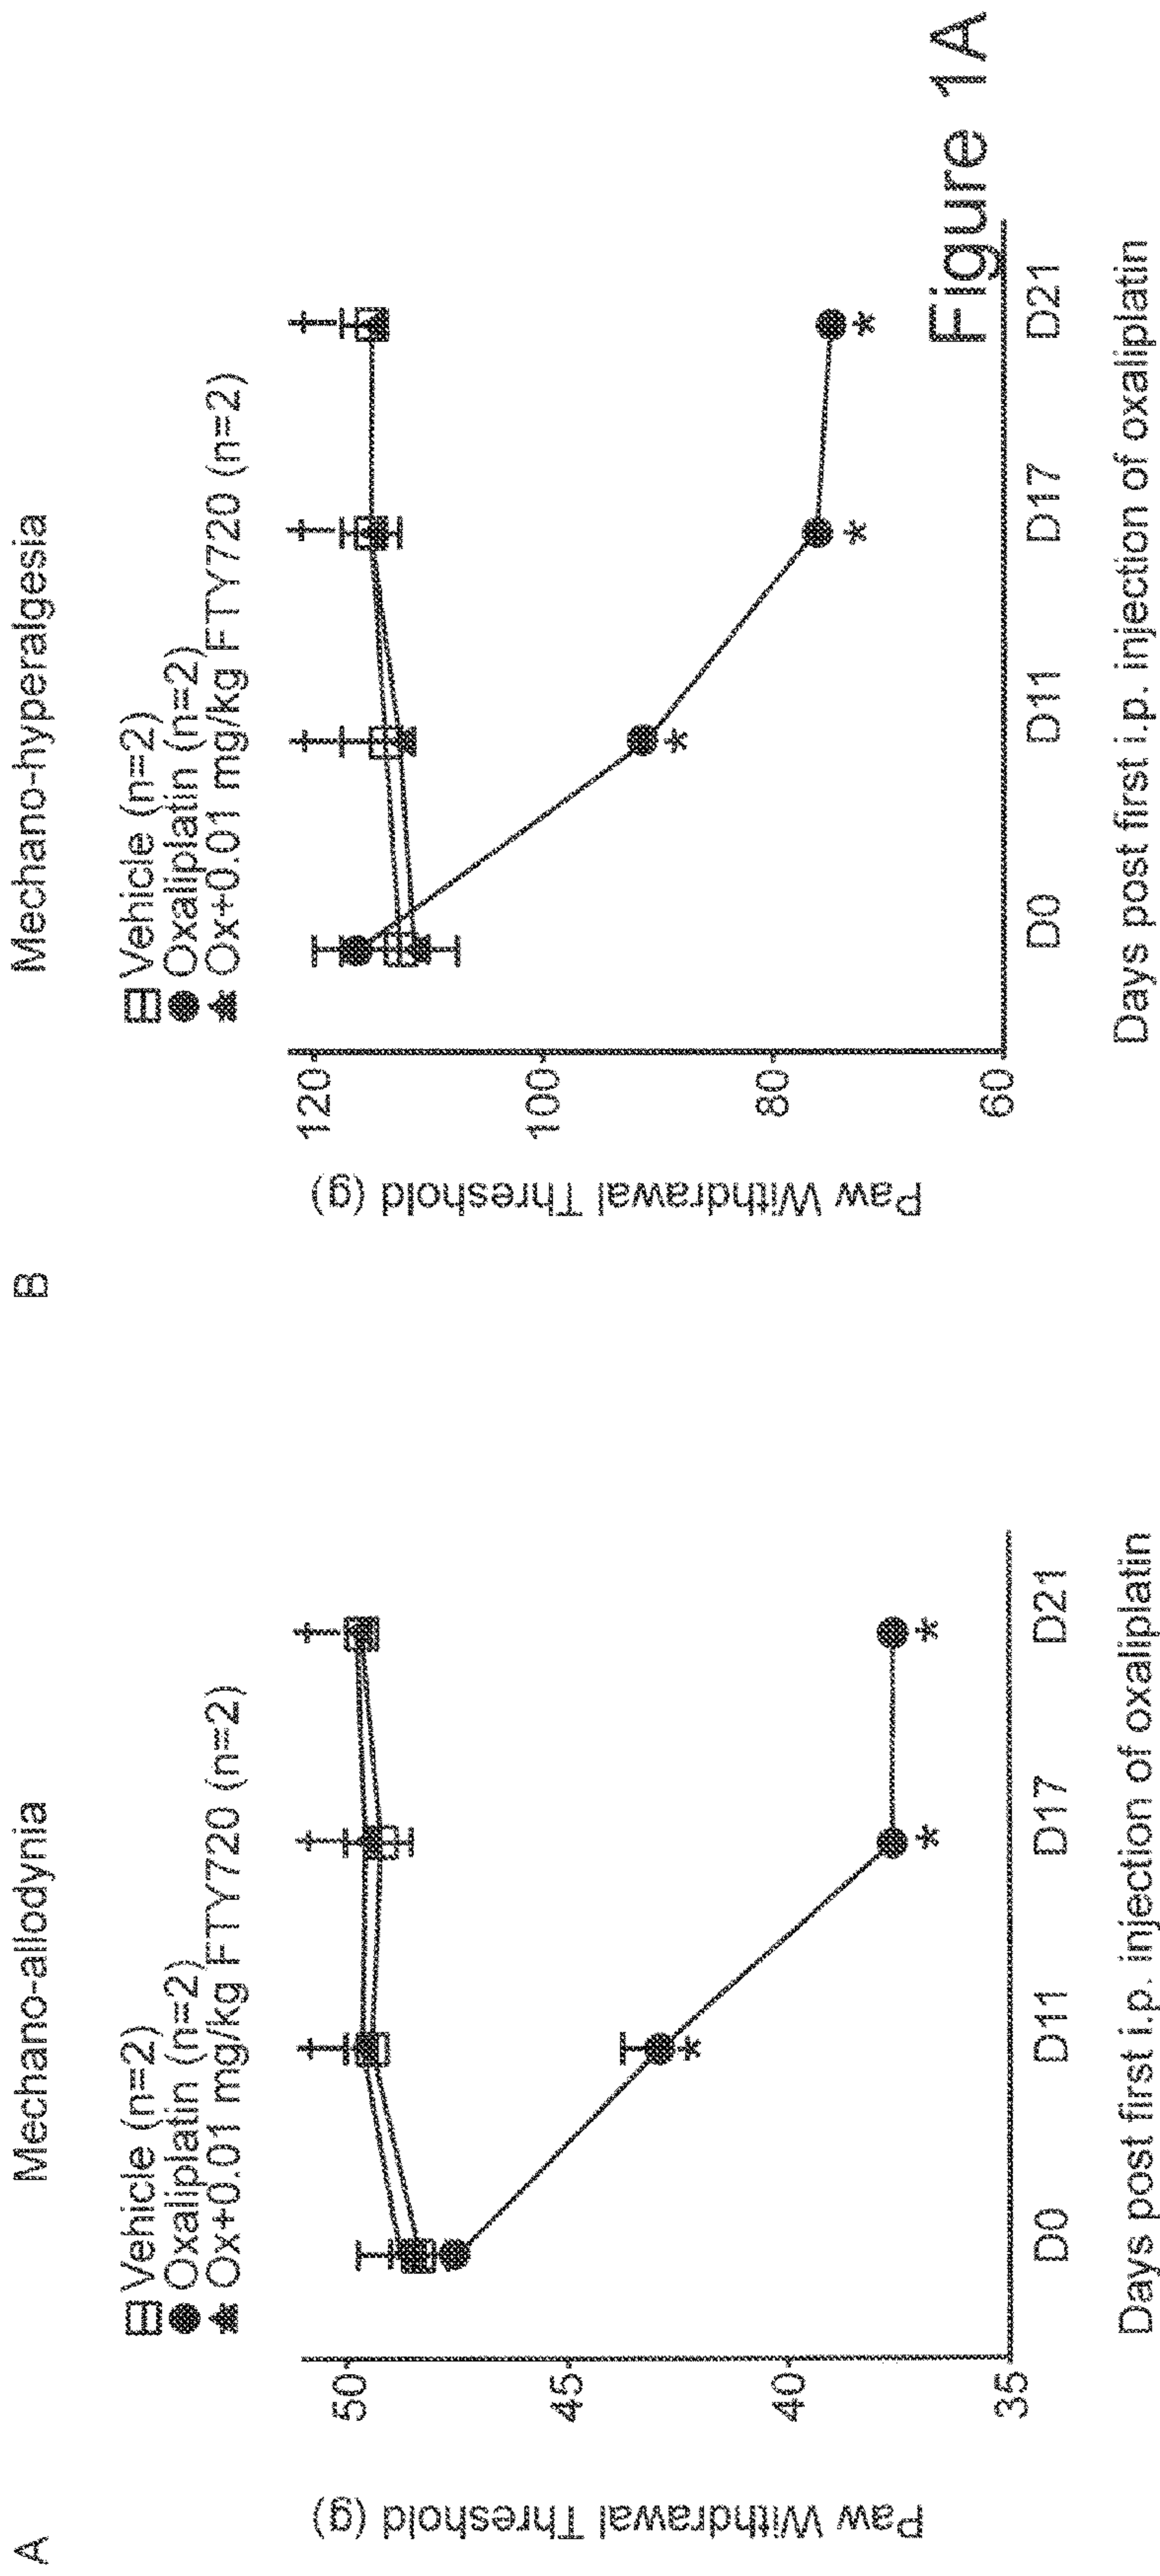 A
Mechano-allodynia
Vehicle (n=2)
Oxaliplatin (n=2)
Ox+0.01 mg/kg FTY720 (n=2)
Paw Withdrawal Threshold (g)
50
45
40
35
†
†
†
*
*
*
D0 D11 D17 D21
Days post first i.p. injection of oxaliplatin
B
Mechano-hyperalgesia
Vehicle (n=2)
Oxaliplatin (n=2)
Ox+0.01 mg/kg FTY720 (n=2)
Paw Withdrawal Threshold (g)
120
100
80
60
†
†
†
*
*
*
D0 D11 D17 D21
Days post first i.p. injection of oxaliplatin
Figure 1A